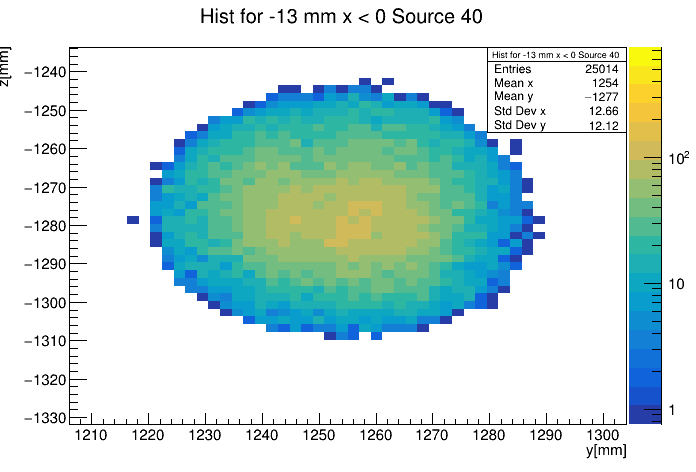 Hist for -13 mm x < 0 Source 40
z[mm]
Hist for -13 mm x < 0 Source 40
Entries 25014
Mean x 1254
Mean y −1277
Std Dev x 12.66
Std Dev y 12.12
−1240
−1250
−1260
−1270
−1280
−1290
−1300
−1310
−1320
−1330
1210 1220 1230 1240 1250 1260 1270 1280 1290 1300
y[mm]
10²
10
1